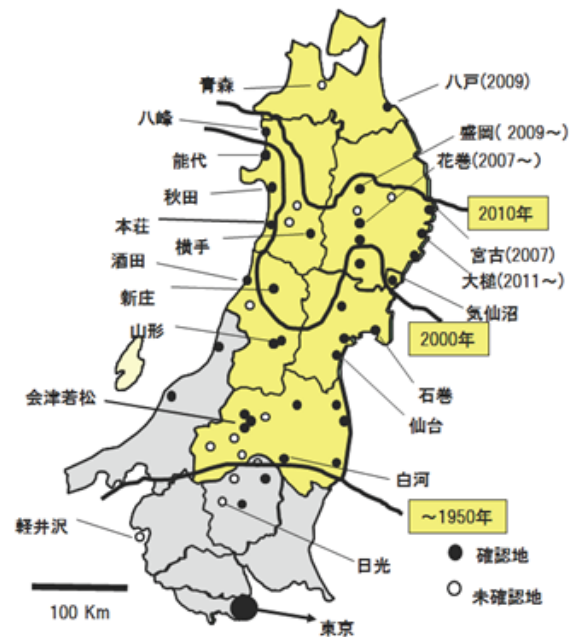 青森
八戸(2009)
八峰
盛岡( 2009～)
花巻(2007～)
能代
秋田
2010年
本荘
横手
宮古(2007)
酒田
大槌(2011～)
新庄
気仙沼
山形
2000年
石巻
会津若松
仙台
白河
～1950年
軽井沢
確認地
日光
未確認地
100 Km
東京